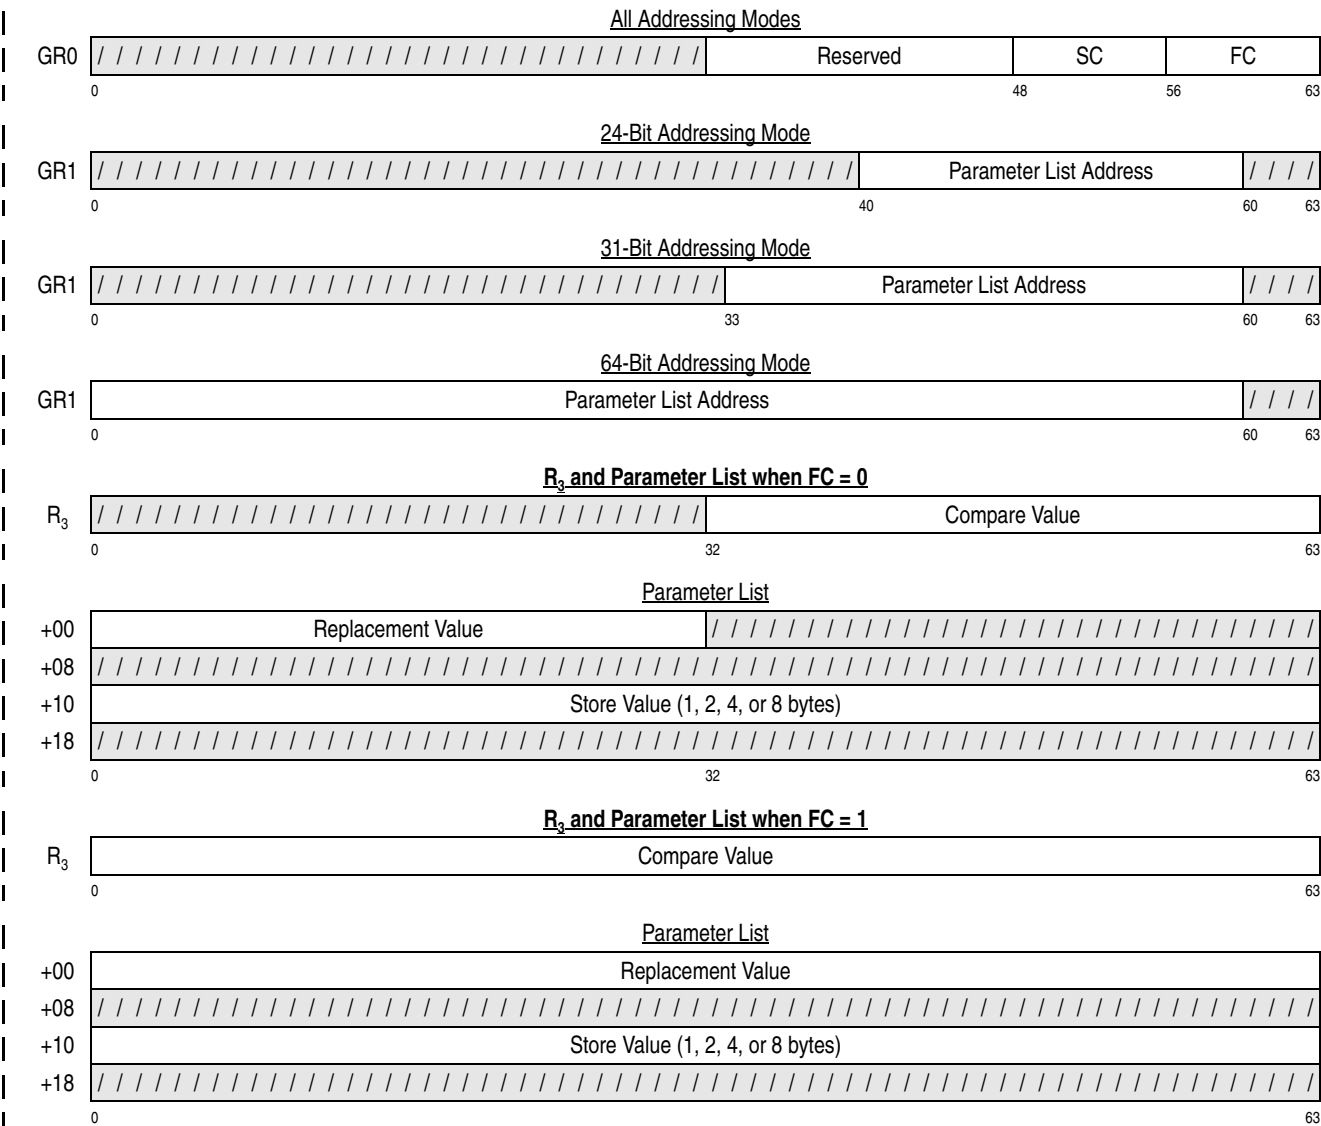 All Addressing Modes
GR0 / / / / / / / / / / / / / / / / / / / / / / / / / / / / / / / / Reserved SC FC
0 48 56 63
24-Bit Addressing Mode
GR1 / / / / / / / / / / / / / / / / / / / / / / / / / / / / / / / / / / / / / / / / Parameter List Address / / / /
0 40 60 63
31-Bit Addressing Mode
GR1 / / / / / / / / / / / / / / / / / / / / / / / / / / / / / / / / / Parameter List Address / / / /
0 33 60 63
64-Bit Addressing Mode
GR1 Parameter List Address / / / /
0 60 63
R3 and Parameter List when FC = 0
R3 / / / / / / / / / / / / / / / / / / / / / / / / / / / / / / / / Compare Value
0 32 63
Parameter List
+00 Replacement Value / / / / / / / / / / / / / / / / / / / / / / / / / / / / / / / /
+08 / / / / / / / / / / / / / / / / / / / / / / / / / / / / / / / / / / / / / / / / / / / / / / / / / / / / / / / / / / / / / / / /
+10 Store Value (1, 2, 4, or 8 bytes)
+18 / / / / / / / / / / / / / / / / / / / / / / / / / / / / / / / / / / / / / / / / / / / / / / / / / / / / / / / / / / / / / / / /
0 32 63
R3 and Parameter List when FC = 1
R3 Compare Value
0 63
Parameter List
+00 Replacement Value
+08 / / / / / / / / / / / / / / / / / / / / / / / / / / / / / / / / / / / / / / / / / / / / / / / / / / / / / / / / / / / / / / / /
+10 Store Value (1, 2, 4, or 8 bytes)
+18 / / / / / / / / / / / / / / / / / / / / / / / / / / / / / / / / / / / / / / / / / / / / / / / / / / / / / / / / / / / / / / / /
0 63